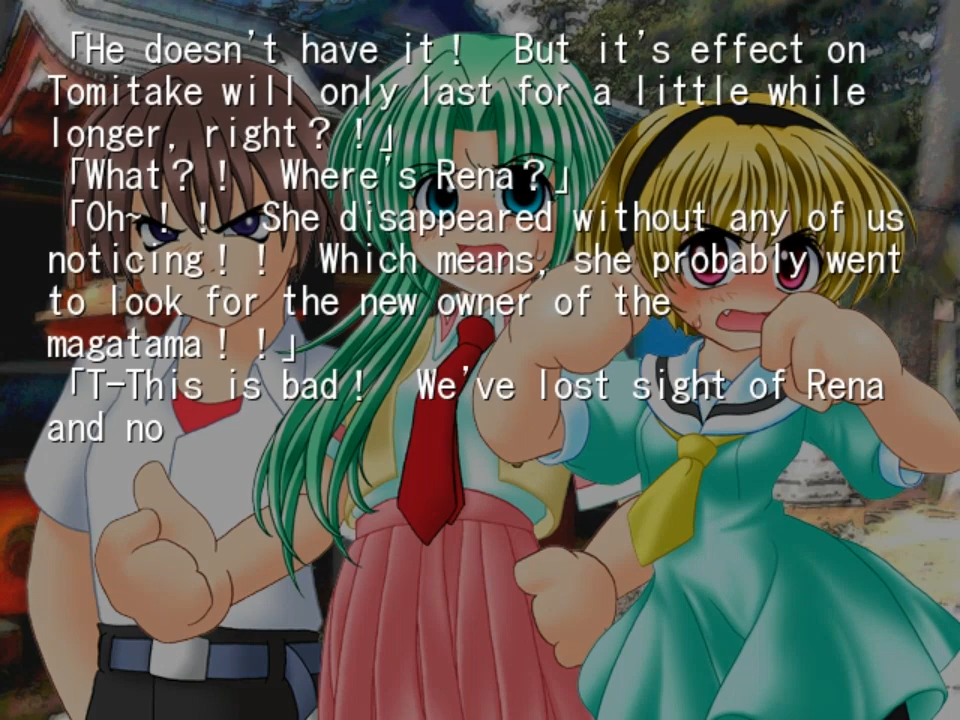 「He doesn't have it！ But it's effect on
Tomitake will only last for a little while
longer, right？！」
「What？！ Where's Rena？」
「Oh~！！ She disappeared without any of us
noticing！！ Which means, she probably went
to look for the new owner of the
magatama！！」
「T-This is bad！ We've lost sight of Rena
and no